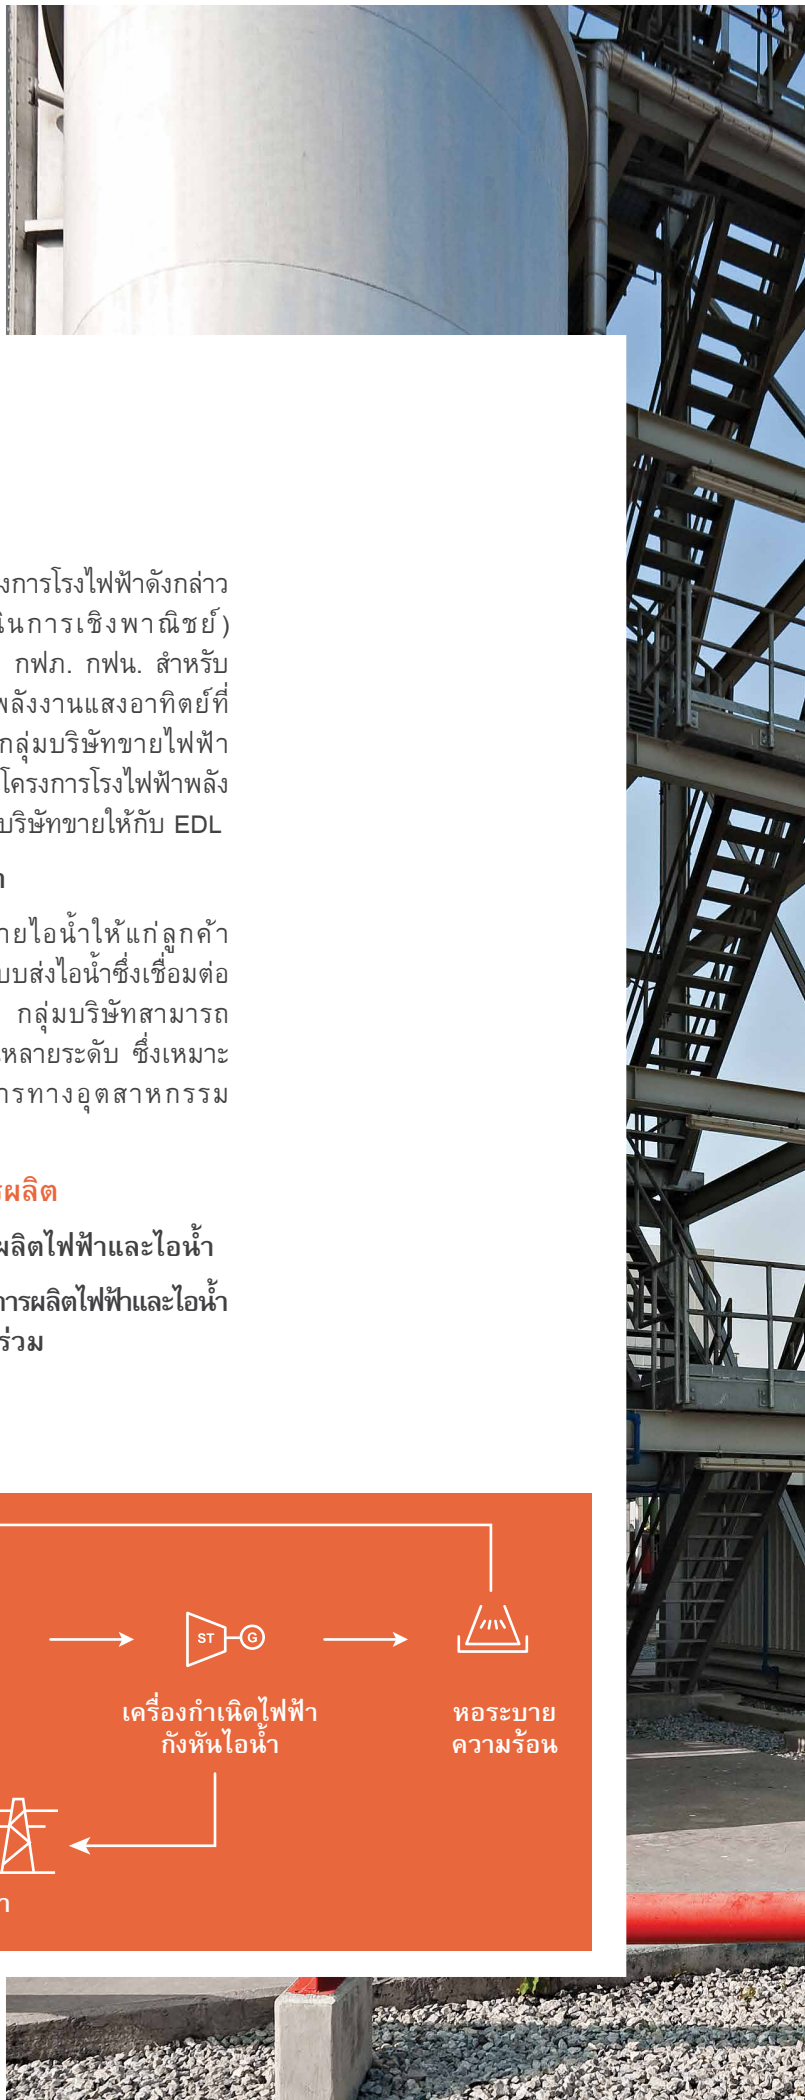 งการโรงไฟฟ้าดังกล่าว
นินการเชิงพาณิชย์)
กฟภ. กฟน. สำหรับ
พลังงานแสงอาทิตย์ที่
กลุ่มบริษัทขายไฟฟ้า
โครงการโรงไฟฟ้าพลัง
บริษัทขายให้กับ EDL
ายไอน้ำให้แก่ลูกค้า
บบส่งไอน้ำซึ่งเชื่อมต่อ
กลุ่มบริษัทสามารถ
หลายระดับ ซึ่งเหมาะ
ารทางอุตสาหกรรม
รผลิต
ผลิตไฟฟ้าและไอน้ำ
การผลิตไฟฟ้าและไอน้ำ
ร่วม
ST G
เครื่องกำเนิดไฟฟ้า
กังหันไอน้ำ
หอระบาย
ความร้อน